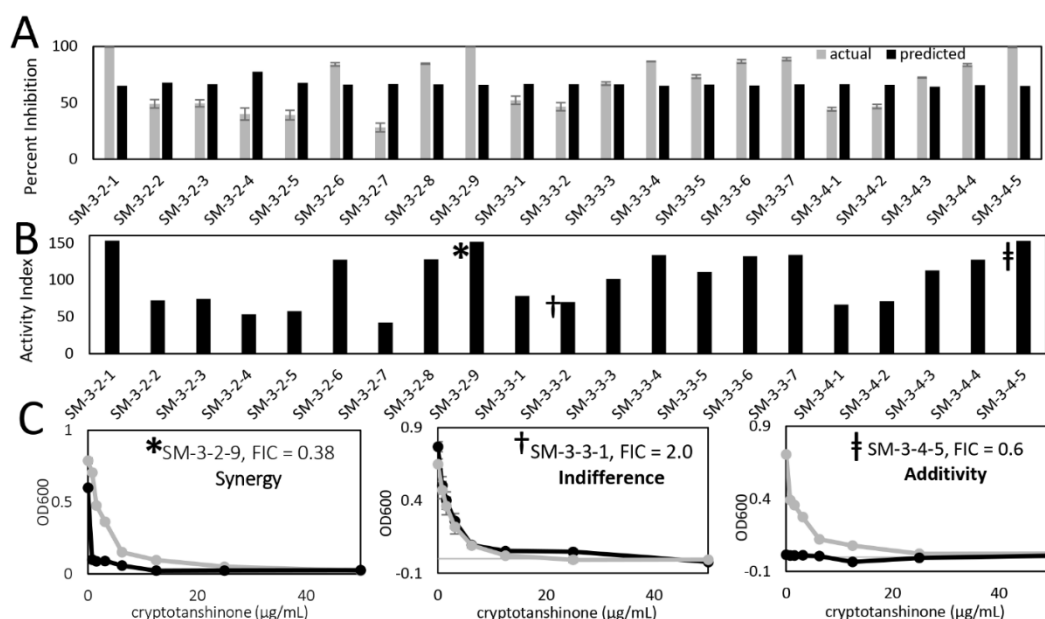 A
Percent Inhibition
100
50
0
actual predicted
SM-3-2-1 SM-3-2-2 SM-3-2-3 SM-3-2-4 SM-3-2-5 SM-3-2-6 SM-3-2-7 SM-3-2-8 SM-3-2-9 SM-3-3-1 SM-3-3-2 SM-3-3-3 SM-3-3-4 SM-3-3-5 SM-3-3-6 SM-3-3-7 SM-3-4-1 SM-3-4-2 SM-3-4-3 SM-3-4-4 SM-3-4-5
B
Activity Index
150
100
50
0
*
†
‡
SM-3-2-1 SM-3-2-2 SM-3-2-3 SM-3-2-4 SM-3-2-5 SM-3-2-6 SM-3-2-7 SM-3-2-8 SM-3-2-9 SM-3-3-1 SM-3-3-2 SM-3-3-3 SM-3-3-4 SM-3-3-5 SM-3-3-6 SM-3-3-7 SM-3-4-1 SM-3-4-2 SM-3-4-3 SM-3-4-4 SM-3-4-5
C
OD600
1
0.5
0
*SM-3-2-9, FIC = 0.38
Synergy
0 20 40
cryptotanshinone (µg/mL)
OD600
0.9
0.4
-0.1
†SM-3-3-1, FIC = 2.0
Indifference
0 20 40
cryptotanshinone (µg/mL)
OD600
0.9
0.4
-0.1
‡SM-3-4-5, FIC = 0.6
Additivity
0 20 40
cryptotanshinone (µg/mL)